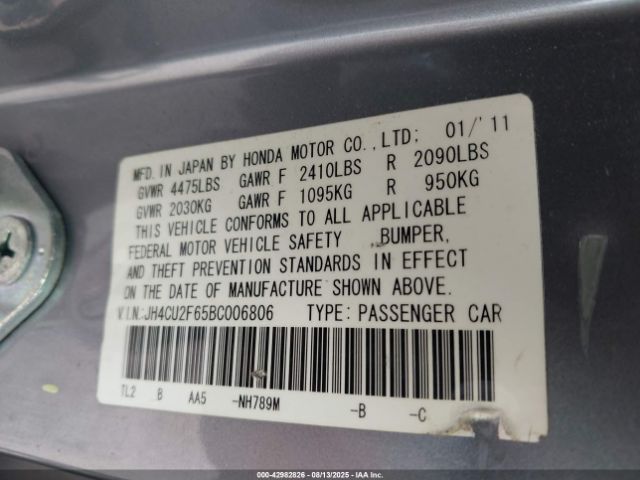 MFD. IN JAPAN BY HONDA MOTOR CO., LTD; 01/'11
GVWR 4475LBS GAWR F 2410LBS R 2090LBS
GVWR 2030KG GAWR F 1095KG R 950KG
THIS VEHICLE CONFORMS TO ALL APPLICABLE
FEDERAL MOTOR VEHICLE SAFETY ,BUMPER,
AND THEFT PREVENTION STANDARDS IN EFFECT
ON THE DATE OF MANUFACTURE SHOWN ABOVE.
V.I.N.:JH4CU2F65BC006806 TYPE: PASSENGER CAR
TL2 B AA5 -NH789M -B -C
000-42982826 - 08/13/2025 - IAA Inc.